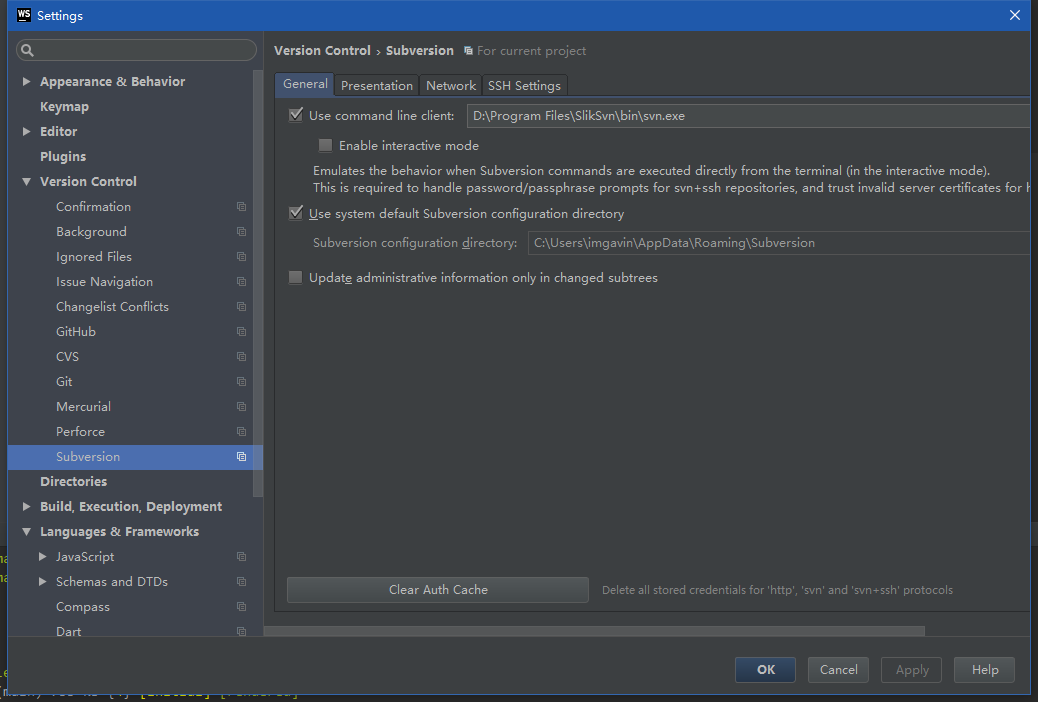 WS Settings
Version Control › Subversion For current project
Appearance & Behavior
Keymap
Editor
Plugins
Version Control
Confirmation
Background
Ignored Files
Issue Navigation
Changelist Conflicts
GitHub
CVS
Git
Mercurial
Perforce
Subversion
Directories
Build, Execution, Deployment
Languages & Frameworks
JavaScript
Schemas and DTDs
Compass
Dart
General Presentation Network SSH Settings
Use command line client: D:\Program Files\SlikSvn\bin\svn.exe
Enable interactive mode
Emulates the behavior when Subversion commands are executed directly from the terminal (in the interactive mode).
This is required to handle password/passphrase prompts for svn+ssh repositories, and trust invalid server certificates for
Use system default Subversion configuration directory
Subversion configuration directory: C:\Users\imgavin\AppData\Roaming\Subversion
Update administrative information only in changed subtrees
Clear Auth Cache Delete all stored credentials for 'http', 'svn' and 'svn+ssh' protocols
OK Cancel Apply Help